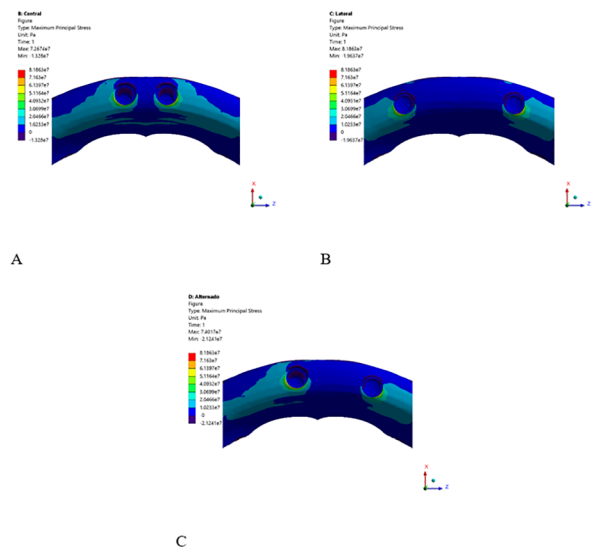 B: Central
Figure
Type: Maximum Principal Stress
Unit: Pa
Time: 1
Max: 7.2674e7
Min: -1.328e7
8.1863e7
7.163e7
6.1397e7
5.1164e7
4.0932e7
3.0699e7
2.0466e7
1.0233e7
0
-1.328e7
X
Z
A
C: Lateral
Figure
Type: Maximum Principal Stress
Unit: Pa
Time: 1
Max: 8.1863e7
Min: -1.9637e7
8.1863e7
7.163e7
6.1397e7
5.1164e7
4.0931e7
3.0699e7
2.0466e7
1.0233e7
0
-1.9637e7
X
Z
B
D: Alternado
Figure
Type: Maximum Principal Stress
Unit: Pa
Time: 1
Max: 7.4017e7
Min: -2.1241e7
8.1863e7
7.163e7
6.1397e7
5.1164e7
4.0932e7
3.0699e7
2.0466e7
1.0233e7
0
-2.1241e7
X
Z
C